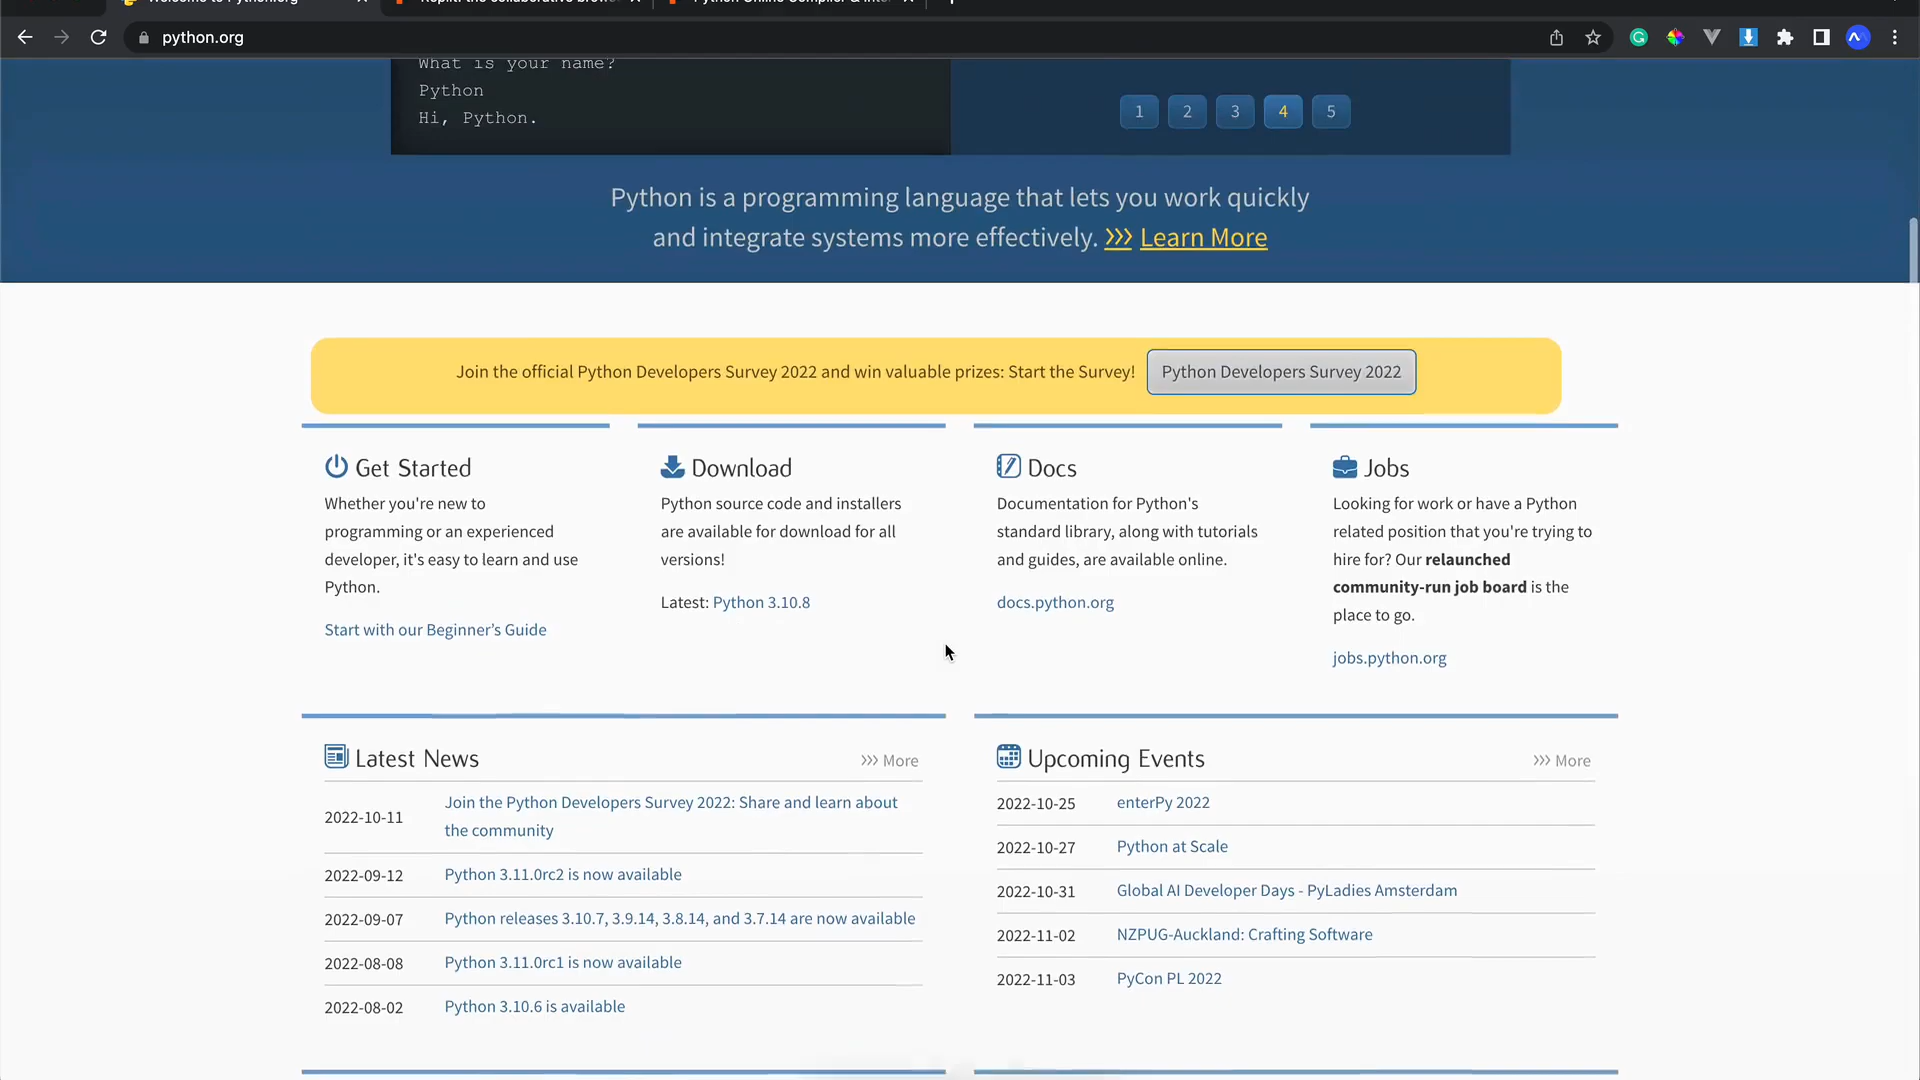 Welcome to Python.org
python.org
What is your name?
Python
Hi, Python.
1 2 3 4 5
Python is a programming language that lets you work quickly
and integrate systems more effectively. >>> Learn More
Join the official Python Developers Survey 2022 and win valuable prizes: Start the Survey! Python Developers Survey 2022
Get Started
Whether you're new to
programming or an experienced
developer, it's easy to learn and use
Python.
Start with our Beginner’s Guide
Download
Python source code and installers
are available for download for all
versions!
Latest: Python 3.10.8
Docs
Documentation for Python's
standard library, along with tutorials
and guides, are available online.
docs.python.org
Jobs
Looking for work or have a Python
related position that you're trying to
hire for? Our relaunched
community-run job board is the
place to go.
jobs.python.org
Latest News
>>> More
2022-10-11 Join the Python Developers Survey 2022: Share and learn about
the community
2022-09-12 Python 3.11.0rc2 is now available
2022-09-07 Python releases 3.10.7, 3.9.14, 3.8.14, and 3.7.14 are now available
2022-08-08 Python 3.11.0rc1 is now available
2022-08-02 Python 3.10.6 is available
Upcoming Events
>>> More
2022-10-25 enterPy 2022
2022-10-27 Python at Scale
2022-10-31 Global AI Developer Days - PyLadies Amsterdam
2022-11-02 NZPUG-Auckland: Crafting Software
2022-11-03 PyCon PL 2022